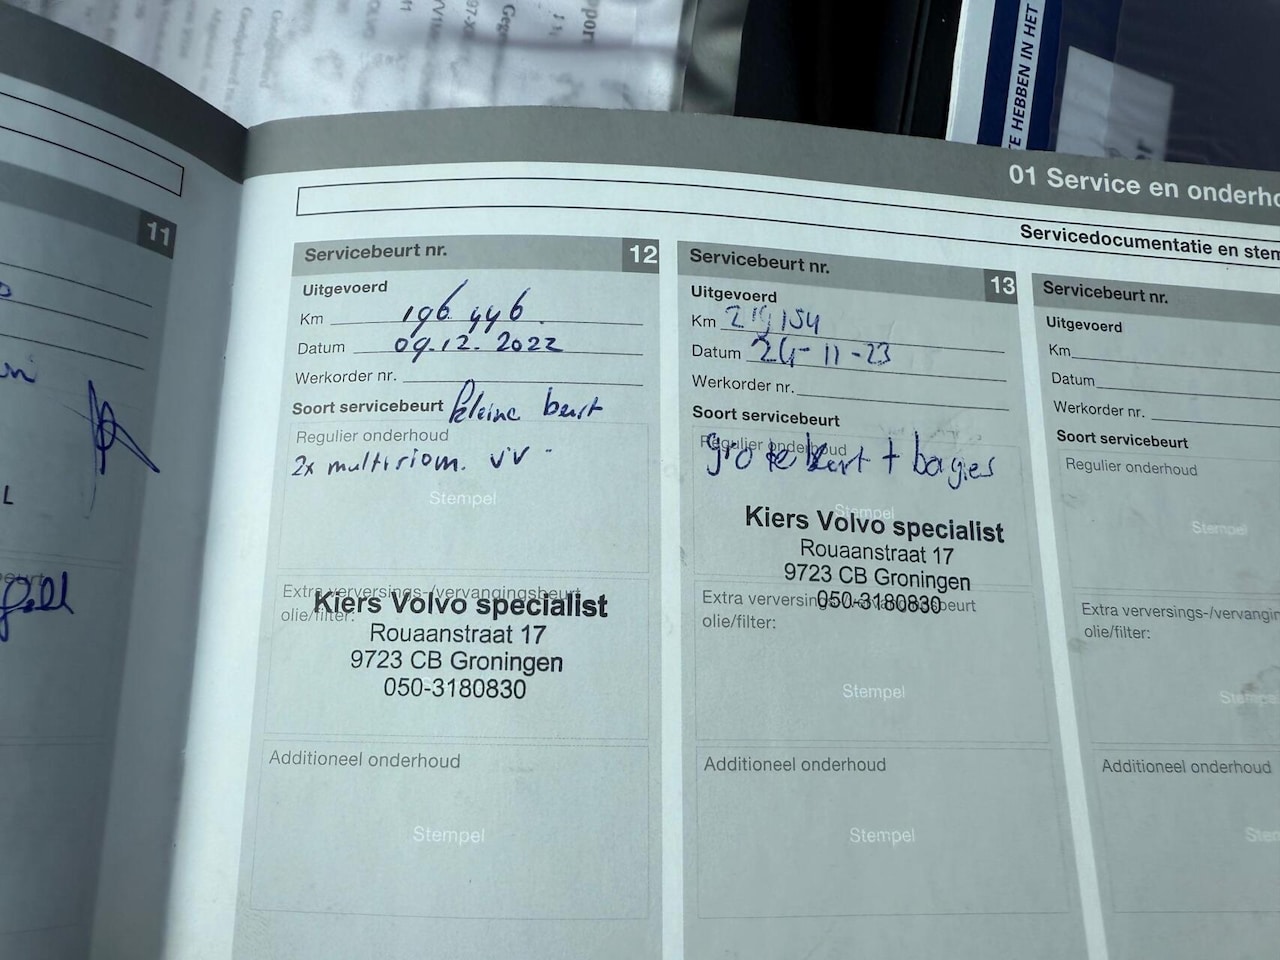 TE HEBBEN IN HET
01 Service en onderho
Servicedocumentatie en stem
11
Servicebeurt nr. 12
Uitgevoerd
Km 196 446
Datum 09.12.2022
Werkorder nr.
Soort servicebeurt kleine beurt
Regulier onderhoud
2x multiriem. v'v
Stempel
Extra verversings-/vervangingsbeurt
olie/filter:
Kiers Volvo specialist
Rouaanstraat 17
9723 CB Groningen
050-3180830
Additioneel onderhoud
Stempel
Servicebeurt nr. 13
Uitgevoerd
Km 219154
Datum 24-11-23
Werkorder nr.
Soort servicebeurt
Regulier onderhoud
grote beurt + bogies
Stempel
Kiers Volvo specialist
Rouaanstraat 17
9723 CB Groningen
050-3180830
Extra verversings-/vervangingsbeurt
olie/filter:
Stempel
Additioneel onderhoud
Stempel
Servicebeurt nr.
Uitgevoerd
Km
Datum
Werkorder nr.
Soort servicebeurt
Regulier onderhoud
Stempel
Extra verversings-/vervangin
olie/filter:
Stempe
Additioneel onderhoud
Stem